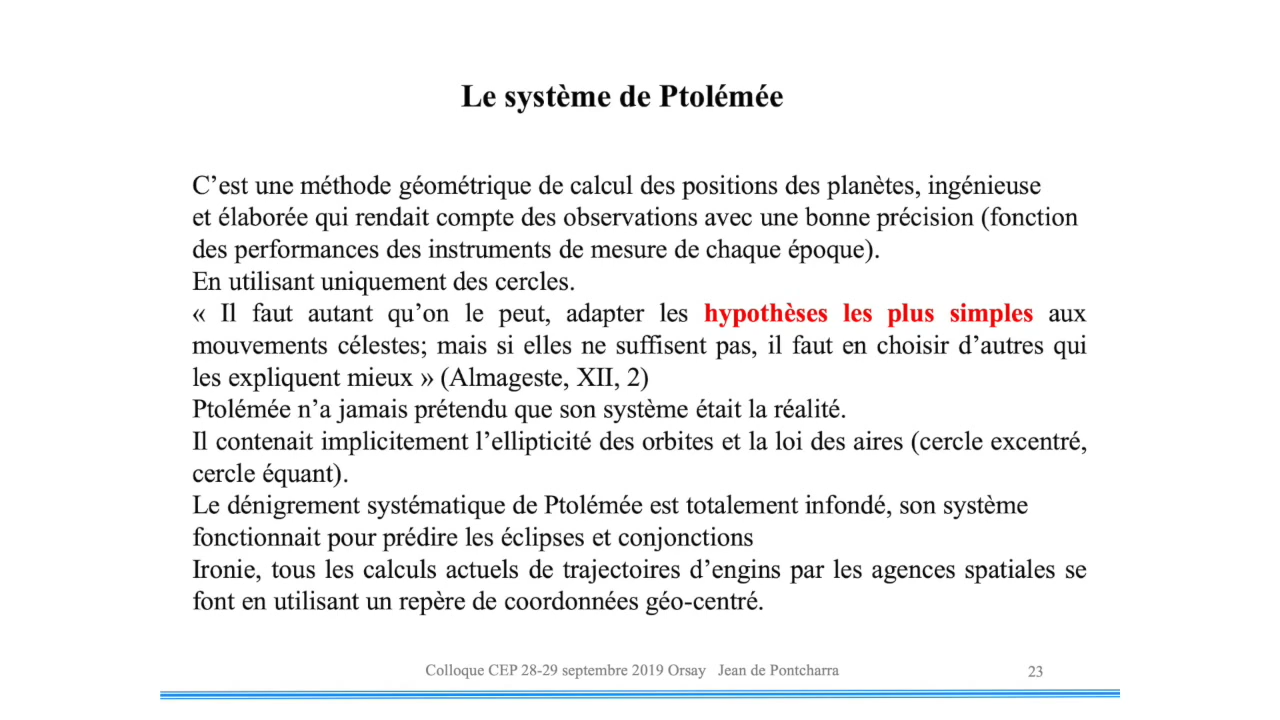 Le système de Ptolémée
C’est une méthode géométrique de calcul des positions des planètes, ingénieuse
et élaborée qui rendait compte des observations avec une bonne précision (fonction
des performances des instruments de mesure de chaque époque).
En utilisant uniquement des cercles.
« Il faut autant qu’on le peut, adapter les hypothèses les plus simples aux
mouvements célestes; mais si elles ne suffisent pas, il faut en choisir d’autres qui
les expliquent mieux » (Almageste, XII, 2)
Ptolémée n’a jamais prétendu que son système était la réalité.
Il contenait implicitement l’ellipticité des orbites et la loi des aires (cercle excentré,
cercle équant).
Le dénigrement systématique de Ptolémée est totalement infondé, son système
fonctionnait pour prédire les éclipses et conjonctions
Ironie, tous les calculs actuels de trajectoires d’engins par les agences spatiales se
font en utilisant un repère de coordonnées géo-centré.
Colloque CEP 28-29 septembre 2019 Orsay Jean de Pontcharra
23